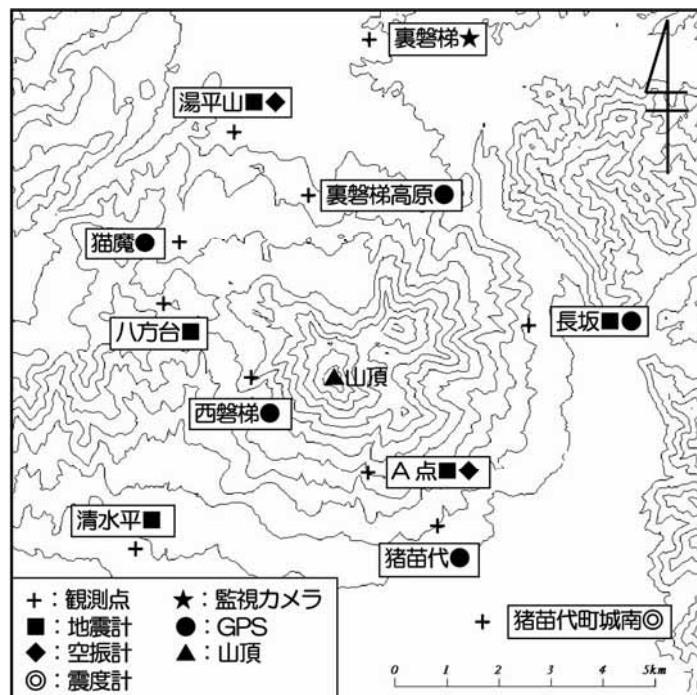 裏磐梯★
湯平山■◆
裏磐梯高原●
猫魔●
八方台■
長坂■●
▲山頂
西磐梯●
A点■◆
清水平■
猪苗代●
猪苗代町城南◎
+:観測点 ★:監視カメラ
■:地震計 ●:GPS
◆:空振計 ▲:山頂
◎:震度計
0 1 2 3 4 5km